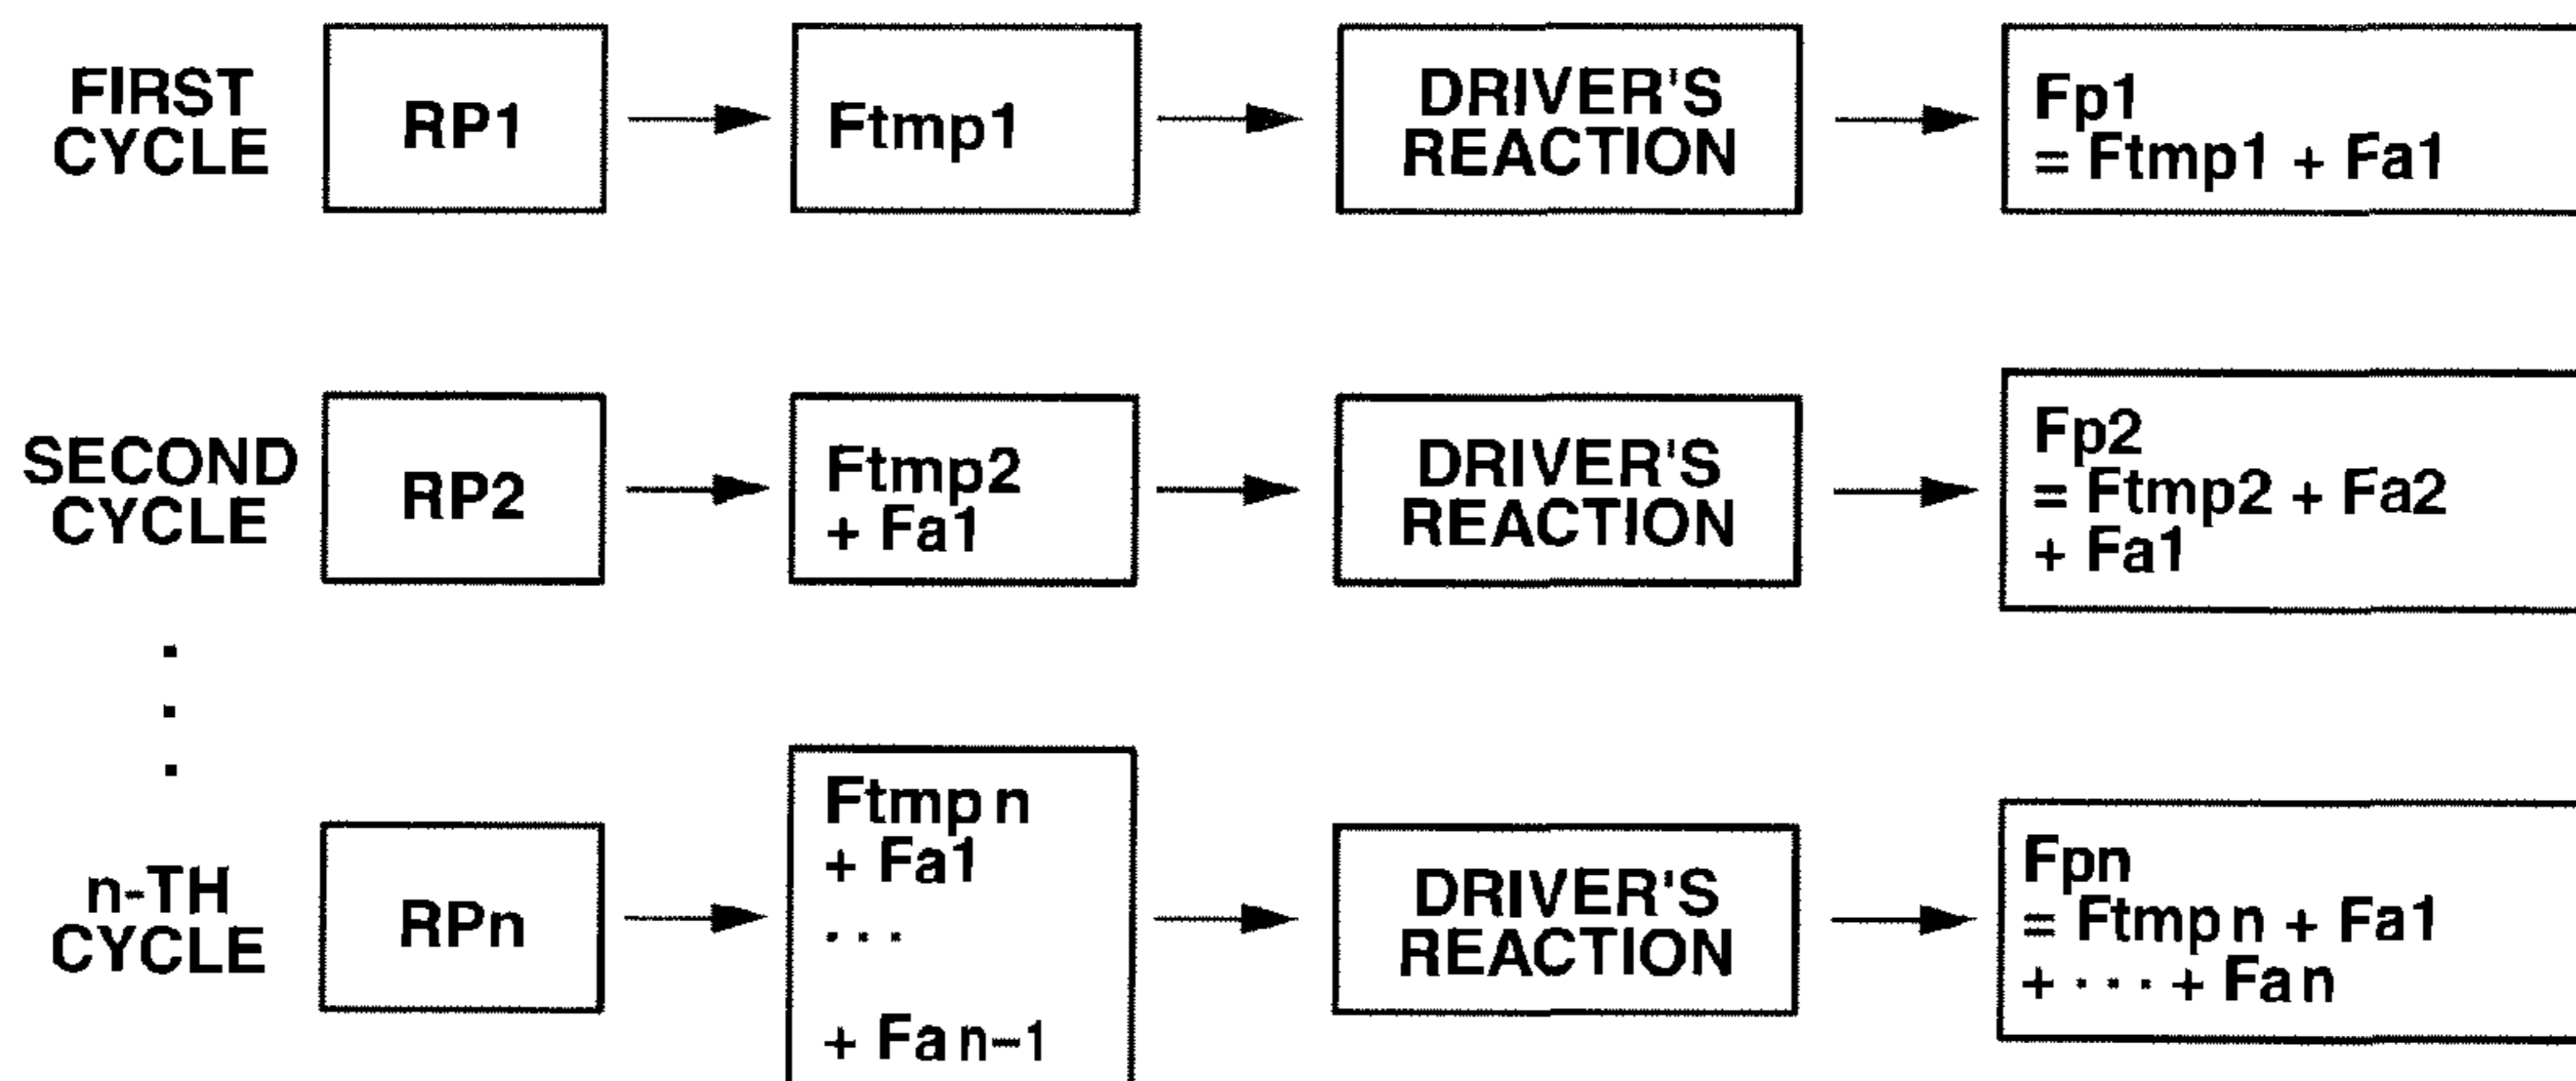 FIRST
CYCLE
RP1
Ftmp1
DRIVER'S
REACTION
Fp1
= Ftmp1 + Fa1
SECOND
CYCLE
RP2
Ftmp2
+ Fa1
DRIVER'S
REACTION
Fp2
= Ftmp2 + Fa2
+ Fa1
.
.
.
n-TH
CYCLE
RPn
Ftmp n
+ Fa1
...
+ Fa n-1
DRIVER'S
REACTION
Fpn
= Ftmp n + Fa1
+ ... + Fa n